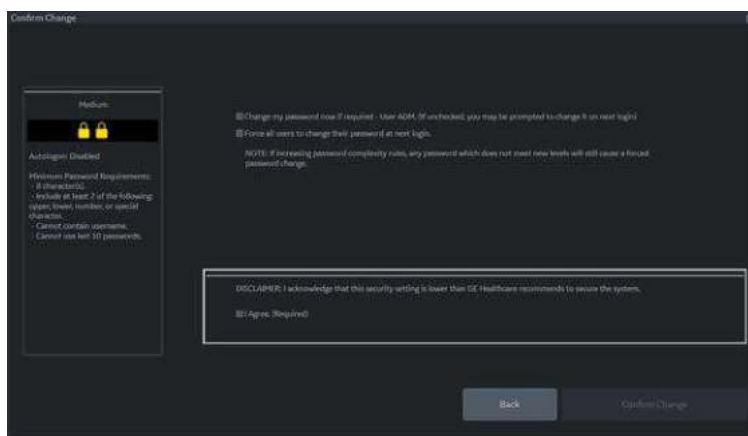 Confirm Change
Medium
Autologon: Disabled
Minimum Password Requirements:
- 8 character(s).
- Include at least 2 of the following:
upper, lower, number, or special
character.
- Cannot contain username.
- Cannot use last 10 passwords.
Change my password now if required - User ADM. (If unchecked, you may be prompted to change it on next login)
Force all users to change their password at next login.
NOTE: If increasing password complexity rules, any password which does not meet new levels will still cause a forced
password change.
DISCLAIMER: I acknowledge that this security setting is lower than GE Healthcare recommends to secure the system.
I Agree. (Required)
Back
Confirm Change